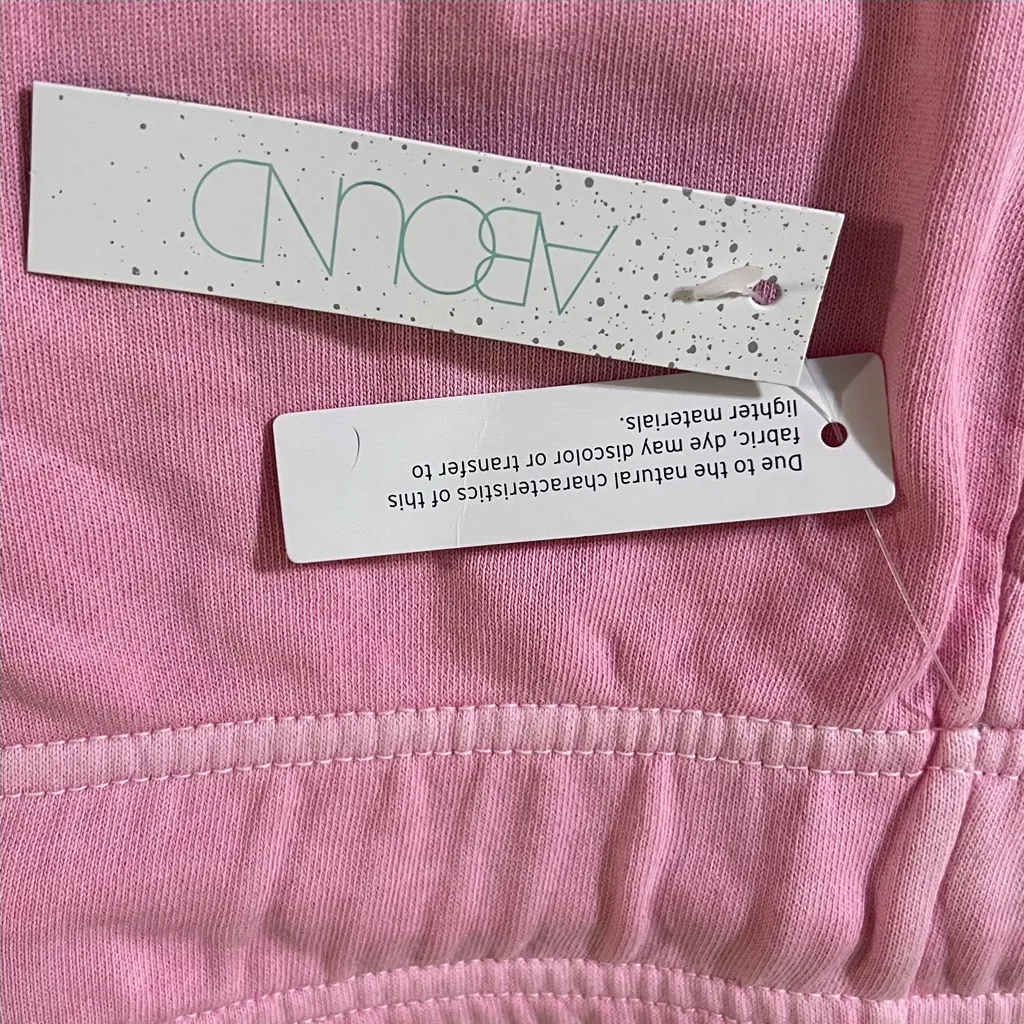 ABOUND
Due to the natural characteristics of this
fabric, dye may discolor or transfer to
lighter materials.